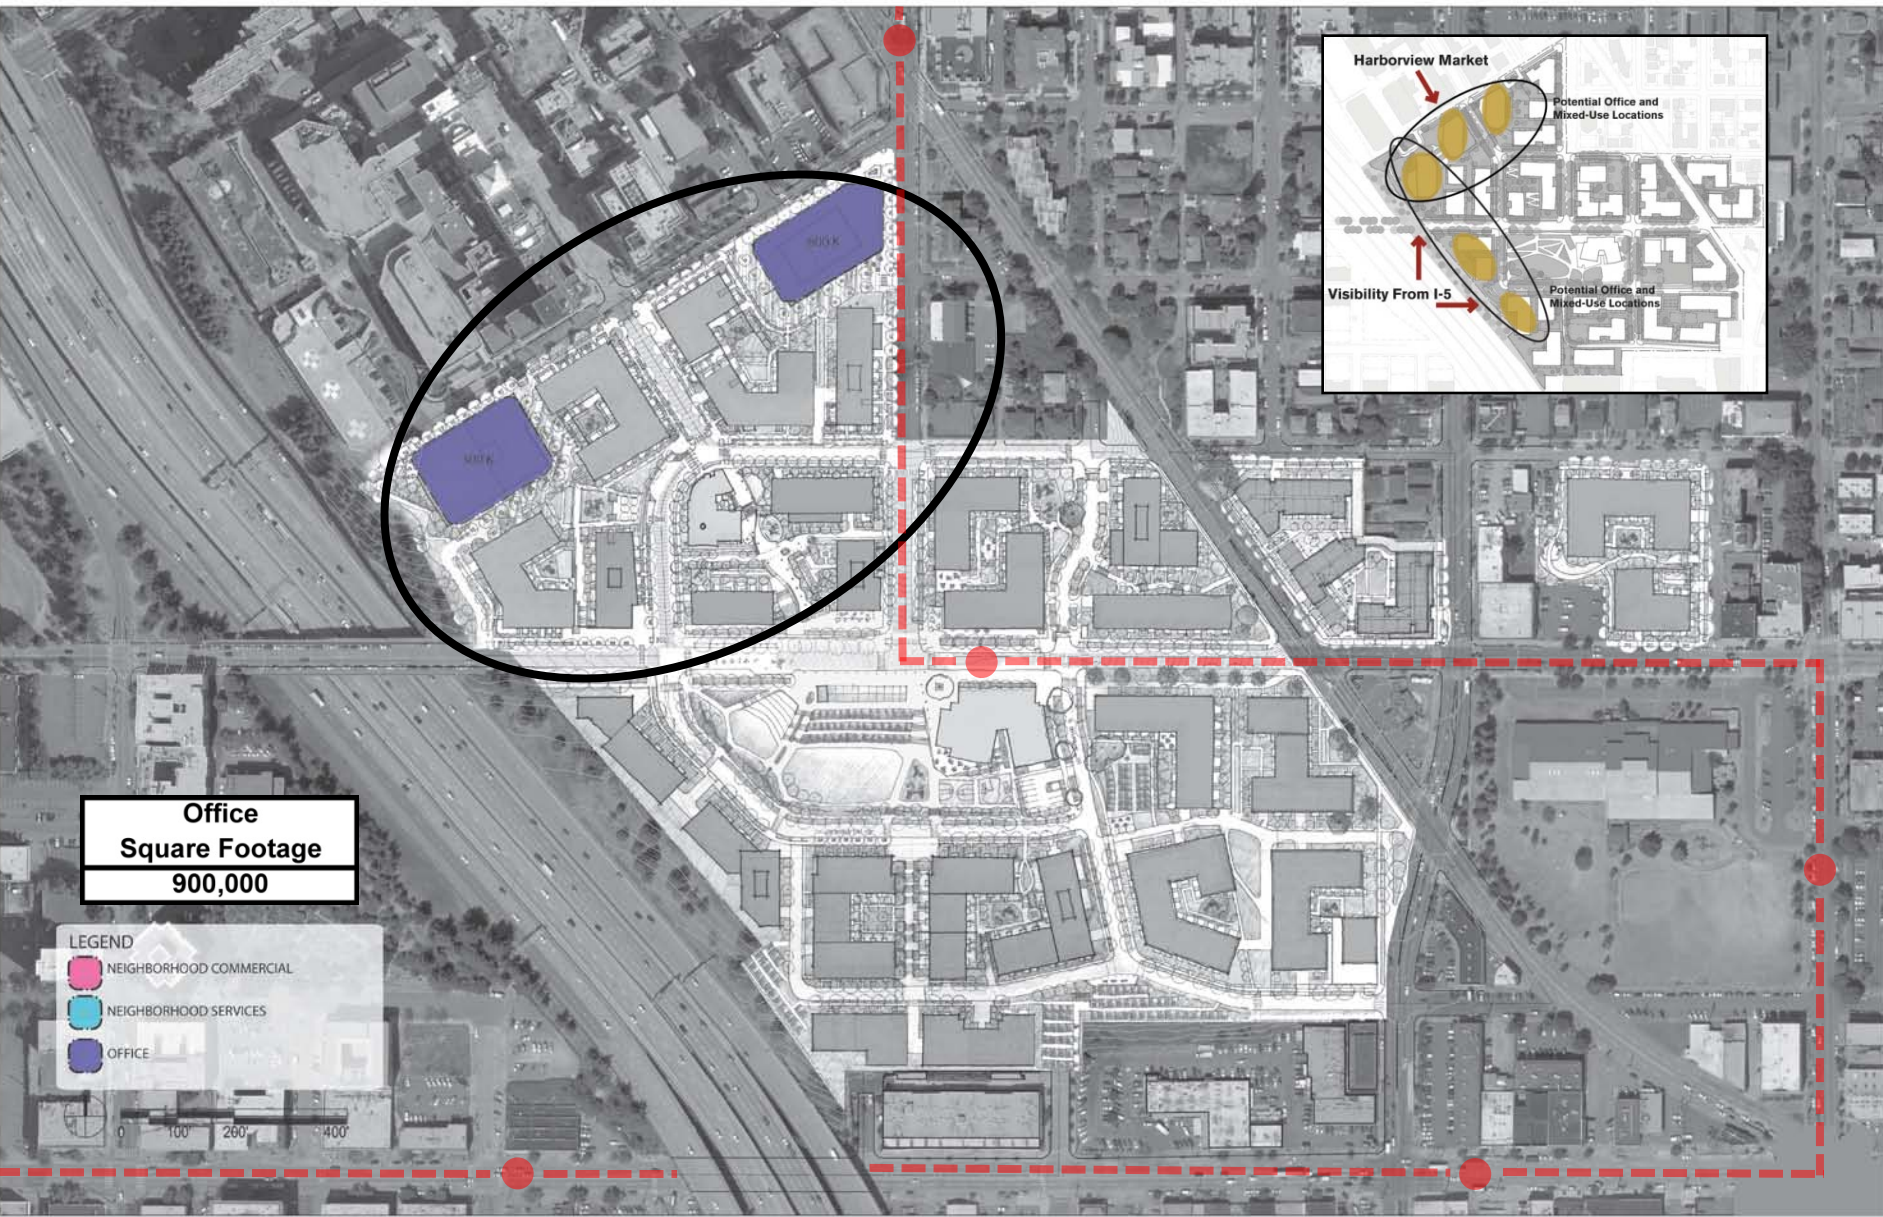 Harborview Market
Potential Office and
Mixed-Use Locations
Visibility From I-5
Potential Office and
Mixed-Use Locations
Office
Square Footage
900,000
LEGEND
NEIGHBORHOOD COMMERCIAL
NEIGHBORHOOD SERVICES
OFFICE
0 100' 200' 400'